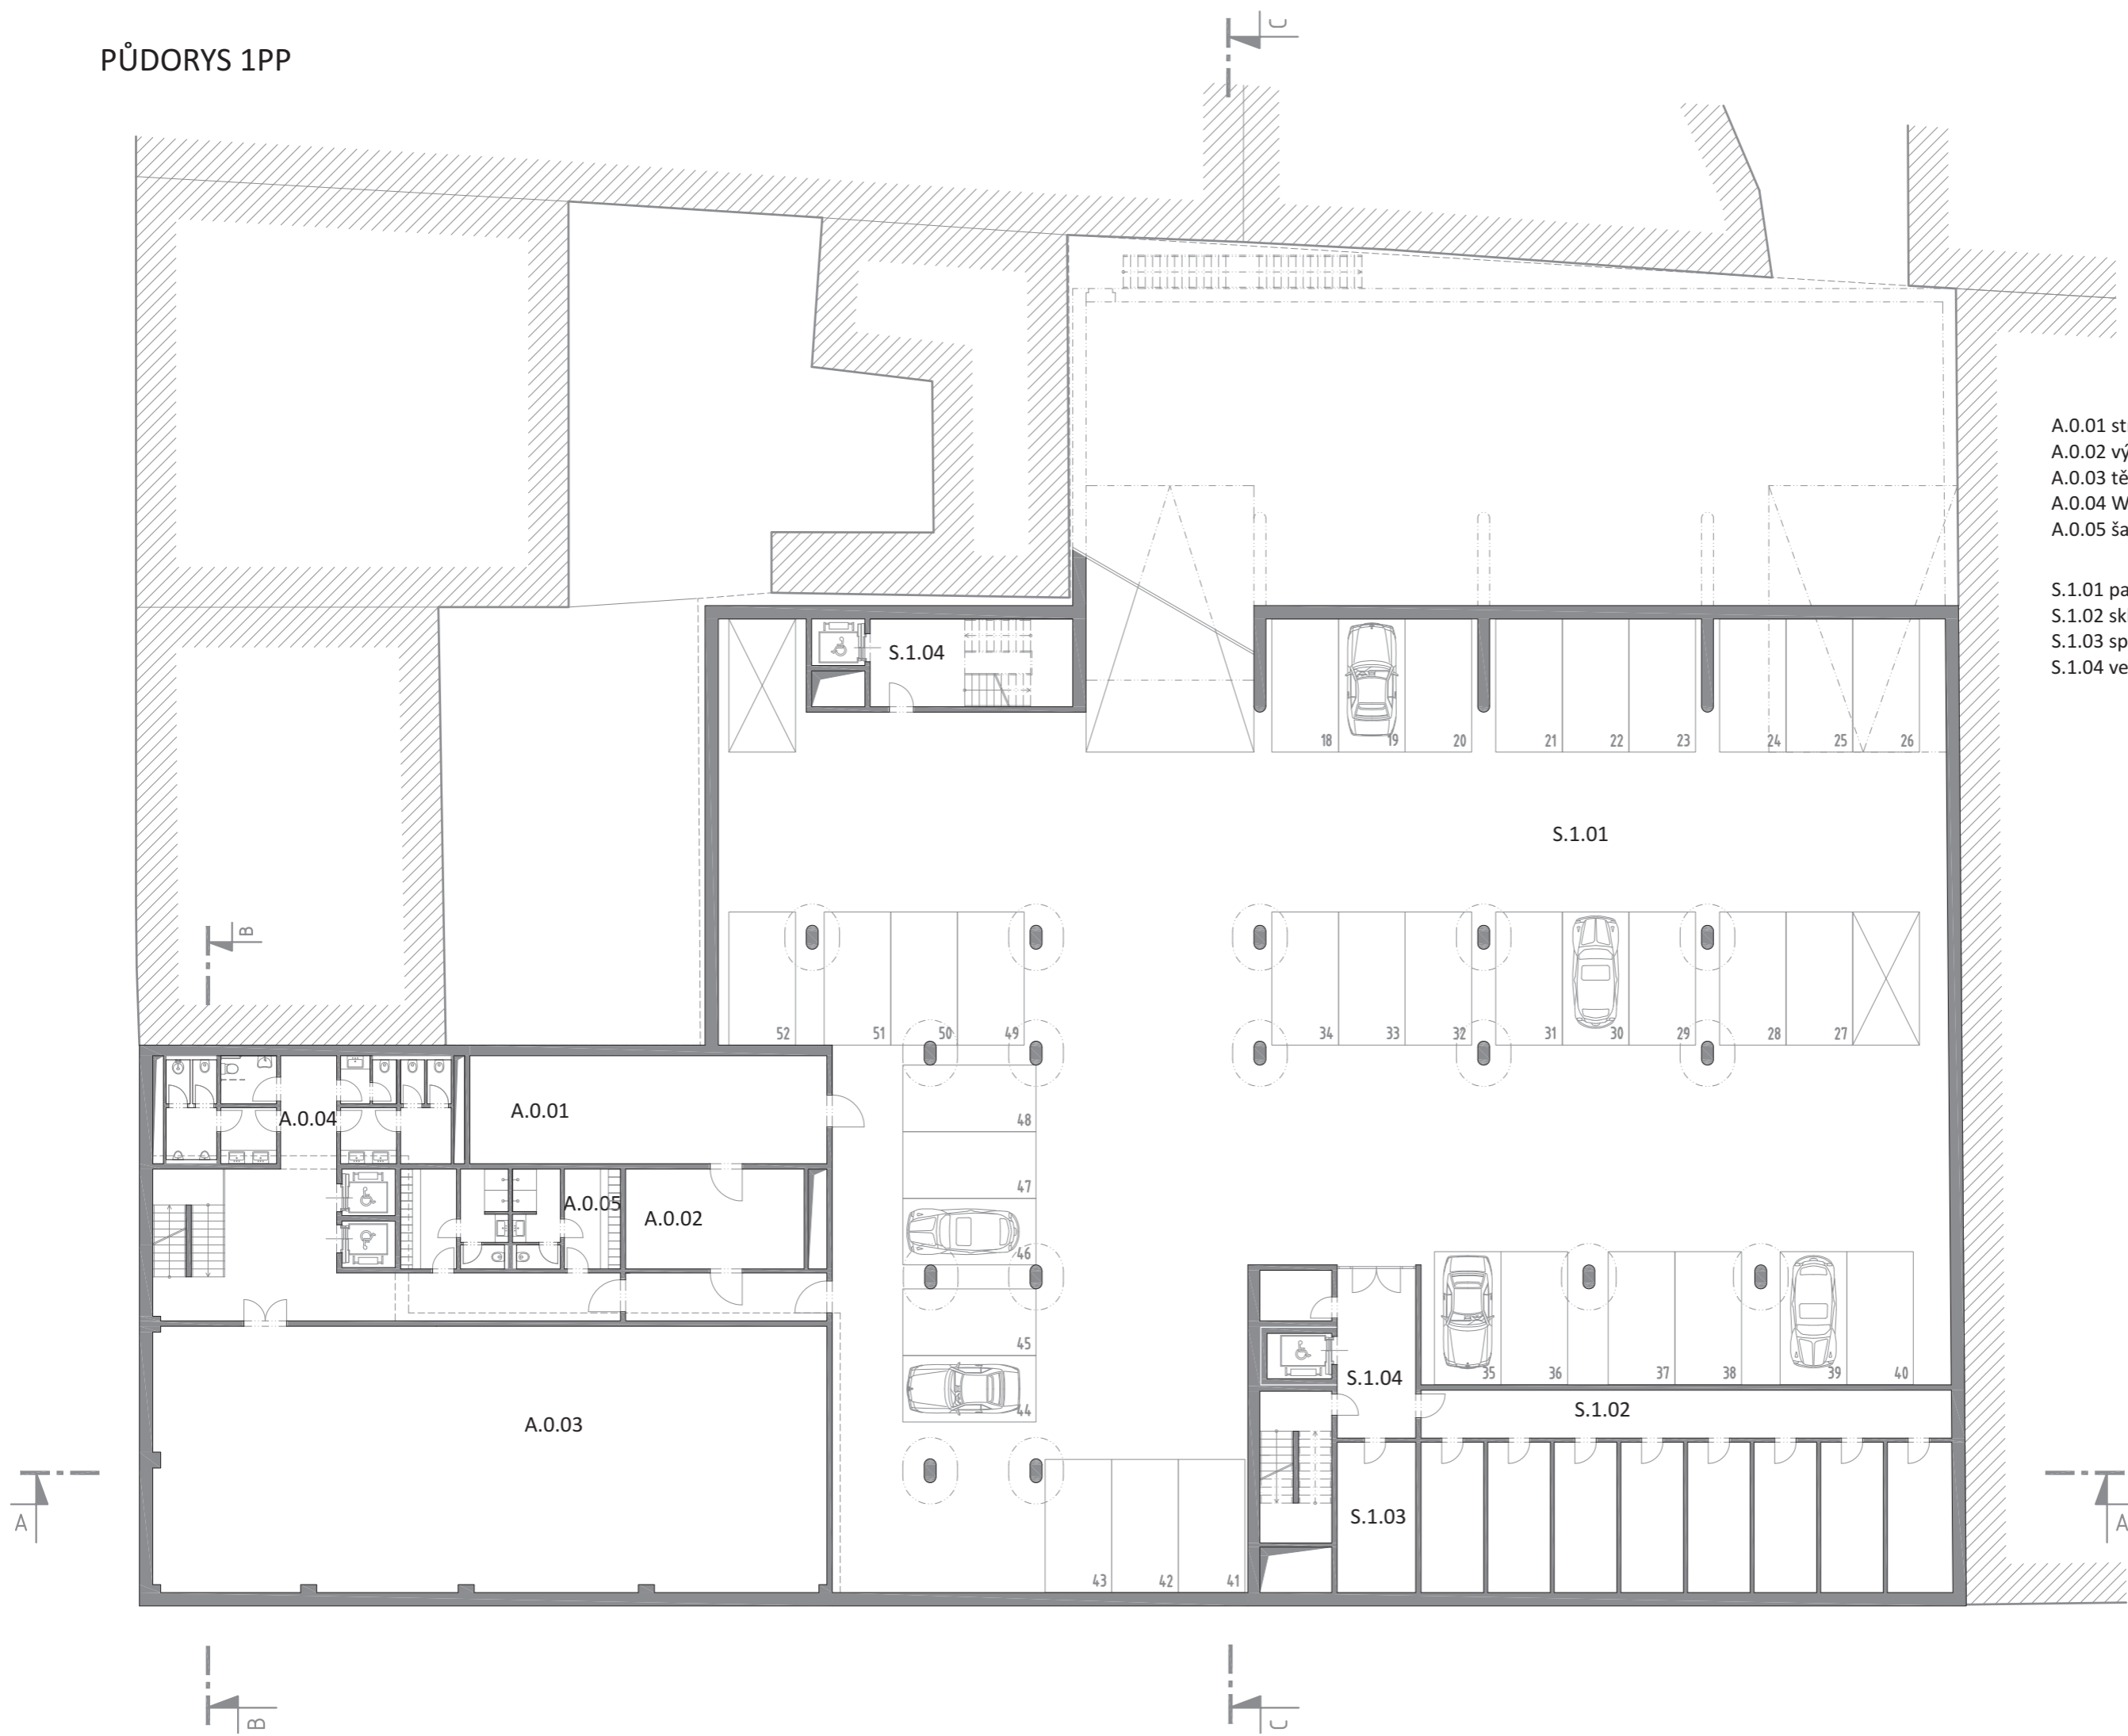 PŮDORYS 1PP
C
A.0.01 st
A.0.02 vý
A.0.03 tě
A.0.04 W
A.0.05 ša
S.1.01 pa
S.1.02 sk
S.1.03 sp
S.1.04 ve
S.1.04
18 19 20 21 22 23 24 25 26
S.1.01
B
52 51 50 49 34 33 32 31 30 29 28 27
A.0.04
A.0.01
48
47
A.0.05
A.0.02
46
45
44
35 36 37 38 39 40
S.1.04
S.1.02
A.0.03
S.1.03
A
A
43 42 41
B
C